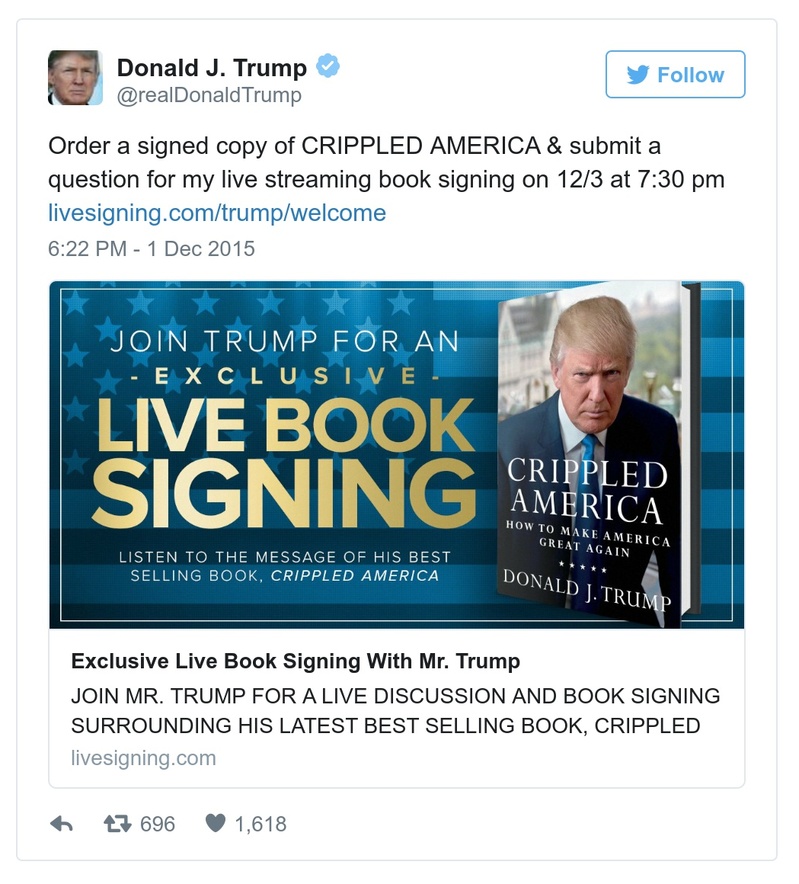 Donald J. Trump
@realDonaldTrump
Follow
Order a signed copy of CRIPPLED AMERICA & submit a
question for my live streaming book signing on 12/3 at 7:30 pm
livesigning.com/trump/welcome
6:22 PM - 1 Dec 2015
JOIN TRUMP FOR AN
- EXCLUSIVE -
LIVE BOOK
SIGNING
LISTEN TO THE MESSAGE OF HIS BEST
SELLING BOOK, CRIPPLED AMERICA
CRIPPLED
AMERICA
HOW TO MAKE AMERICA
GREAT AGAIN
DONALD J. TRUMP
Exclusive Live Book Signing With Mr. Trump
JOIN MR. TRUMP FOR A LIVE DISCUSSION AND BOOK SIGNING
SURROUNDING HIS LATEST BEST SELLING BOOK, CRIPPLED
livesigning.com
696 1,618